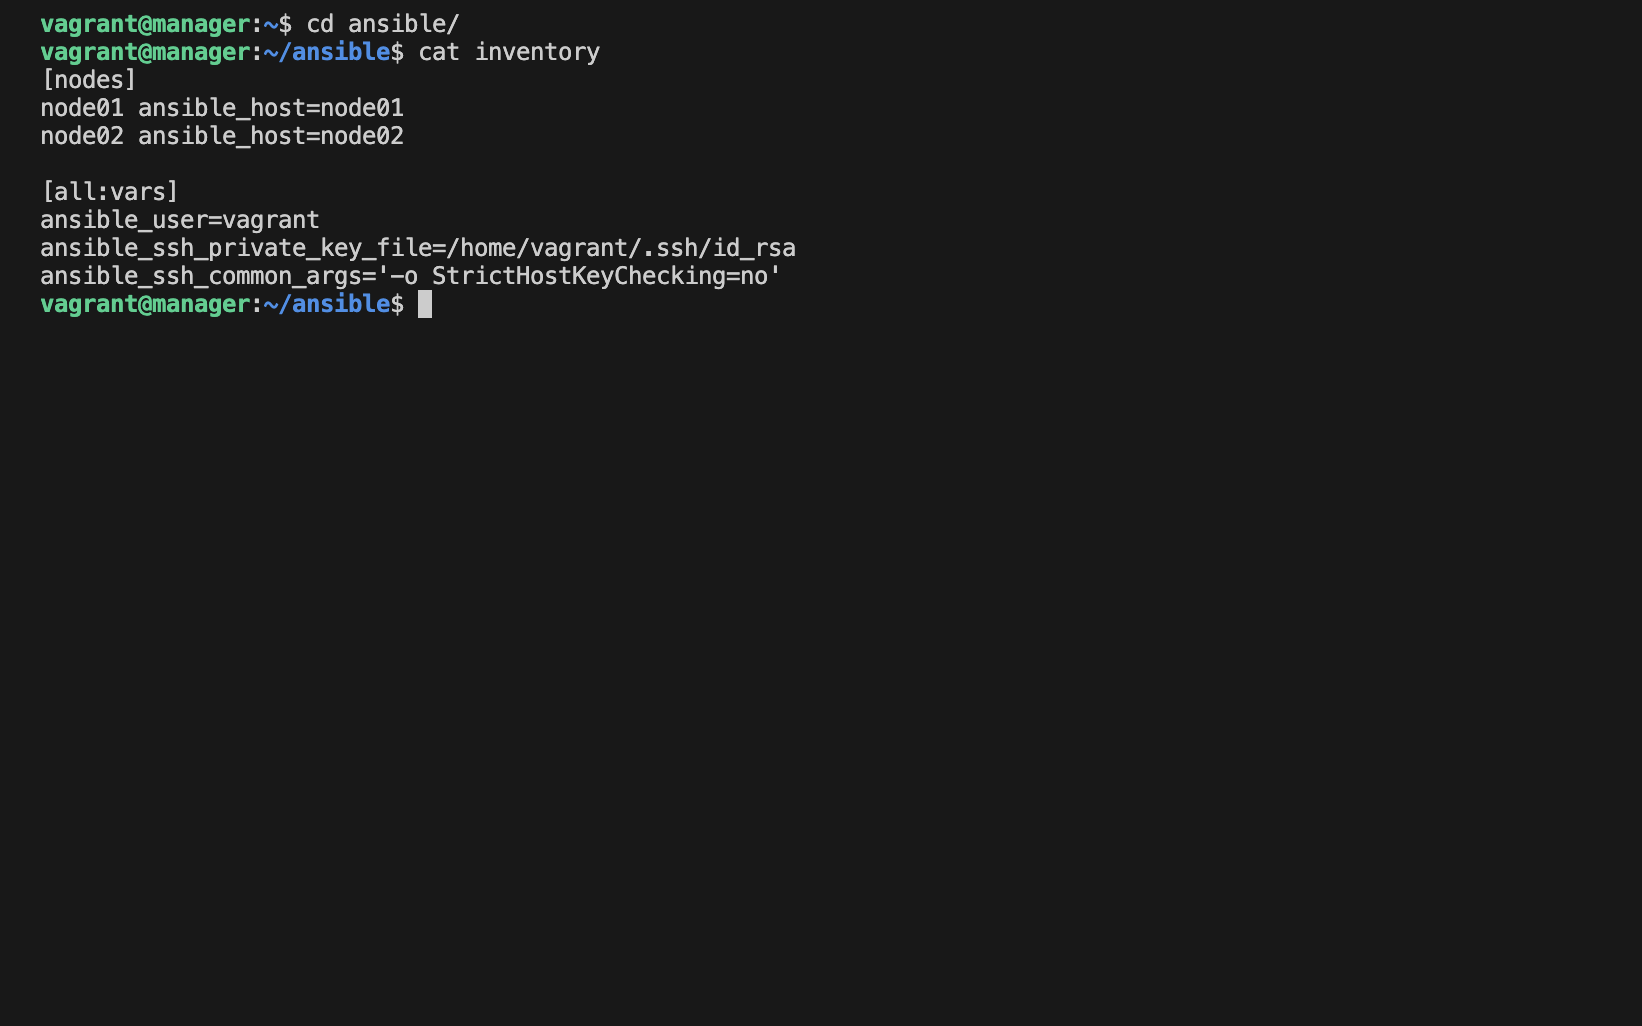 vagrant@manager:~$ cd ansible/
vagrant@manager:~/ansible$ cat inventory
[nodes]
node01 ansible_host=node01
node02 ansible_host=node02
[all:vars]
ansible_user=vagrant
ansible_ssh_private_key_file=/home/vagrant/.ssh/id_rsa
ansible_ssh_common_args='-o StrictHostKeyChecking=no'
vagrant@manager:~/ansible$